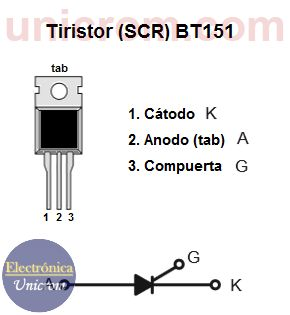 unicrom.com
Tiristor (SCR) BT151
tab
1. Cátodo K
2. Anodo (tab) A
3. Compuerta G
1 2 3
G
Electrónica
Unicrom
A
K